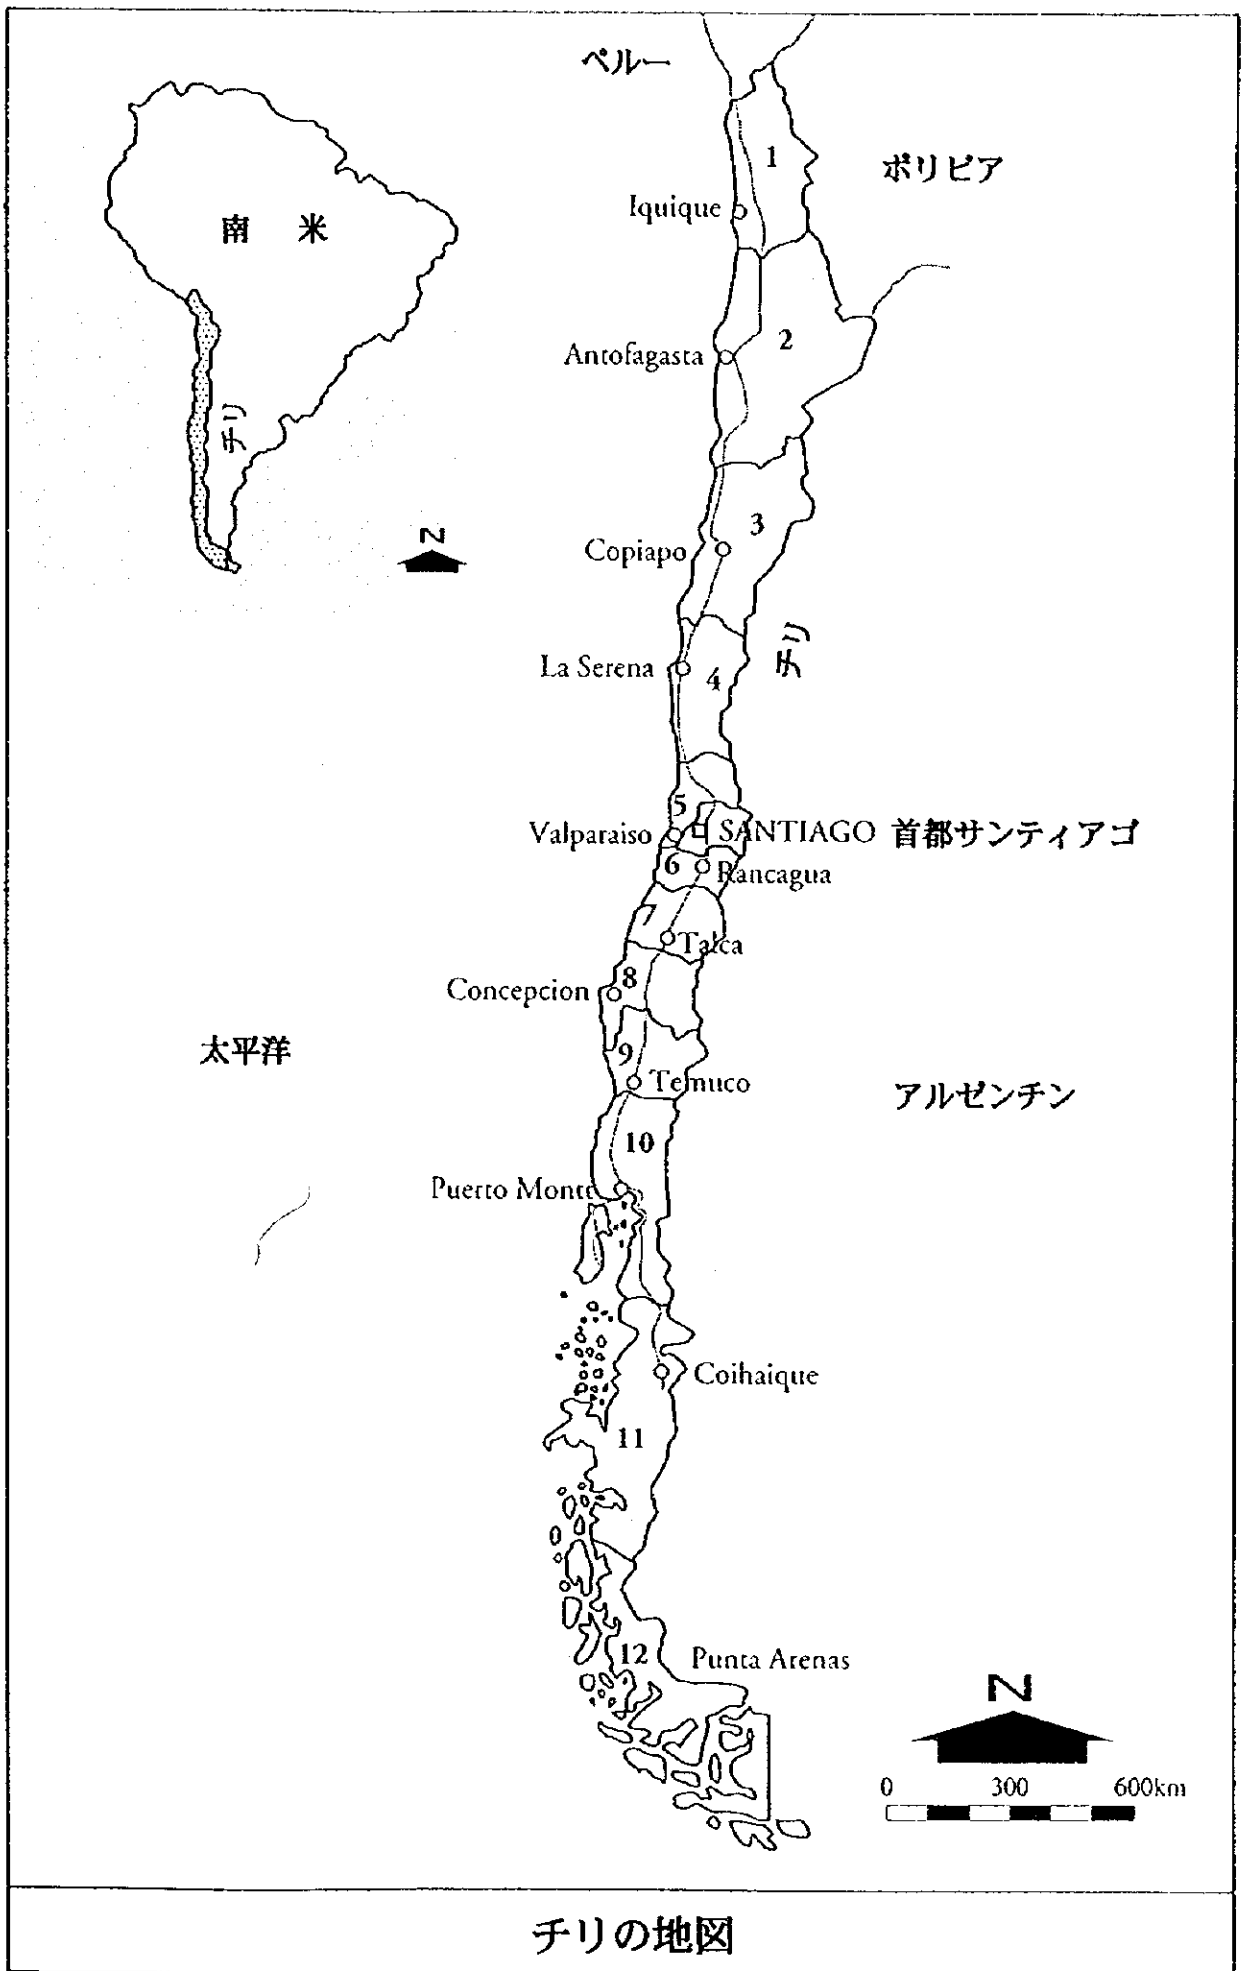 ペルー
1
ボリビア
Iquique
南 米
2
Antofagasta
チリ
3
N
Copiapo
チリ
La Serena
4
5
Valparaiso
SANTIAGO 首都サンティアゴ
6
Rancagua
7
Talca
8
Concepcion
太平洋
9
Temuco
アルゼンチン
10
Puerto Montt
Coihaique
11
12
Punta Arenas
N
0 300 600km
チリの地図